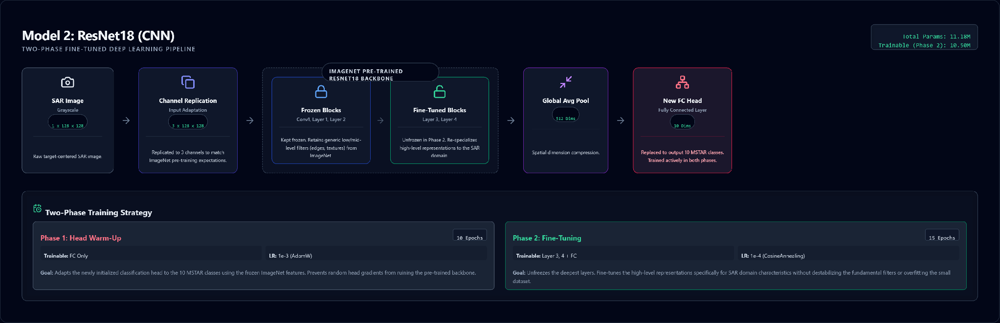 Model 2: ResNet18 (CNN)
TWO-PHASE FINE-TUNED DEEP LEARNING PIPELINE
Total Params: 11.18M
Trainable (Phase 2): 10.50M
SAR Image
Grayscale
1 x 128 x 128
Raw target-centered SAR image.
Channel Replication
Input Adaptation
3 x 128 x 128
Replicated to 3 channels to match
ImageNet pre-training expectations.
IMAGENET PRE-TRAINED
RESNET18 BACKBONE
Frozen Blocks
Conv1, Layer 1, Layer 2
Kept frozen. Retains generic low/mid-
level filters (edges, textures) from
ImageNet.
Fine-Tuned Blocks
Layer 3, Layer 4
Unfrozen in Phase 2. Re-specializes
high-level representations to the SAR
domain.
Global Avg Pool
512 Dims
Spatial dimension compression.
New FC Head
Fully Connected Layer
10 Dims
Replaced to output 10 MSTAR classes.
Trained actively in both phases.
Two-Phase Training Strategy
Phase 1: Head Warm-Up
10 Epochs
Trainable: FC Only
LR: 1e-3 (AdamW)
Goal: Adapts the newly initialized classification head to the 10 MSTAR classes using the frozen ImageNet features. Prevents random head gradients from ruining the pre-trained backbone.
Phase 2: Fine-Tuning
15 Epochs
Trainable: Layer 3, 4 + FC
LR: 1e-4 (CosineAnnealing)
Goal: Unfreezes the deepest layers. Fine-tunes the high-level representations specifically for SAR domain characteristics without destabilizing the fundamental filters or overfitting the small
dataset.